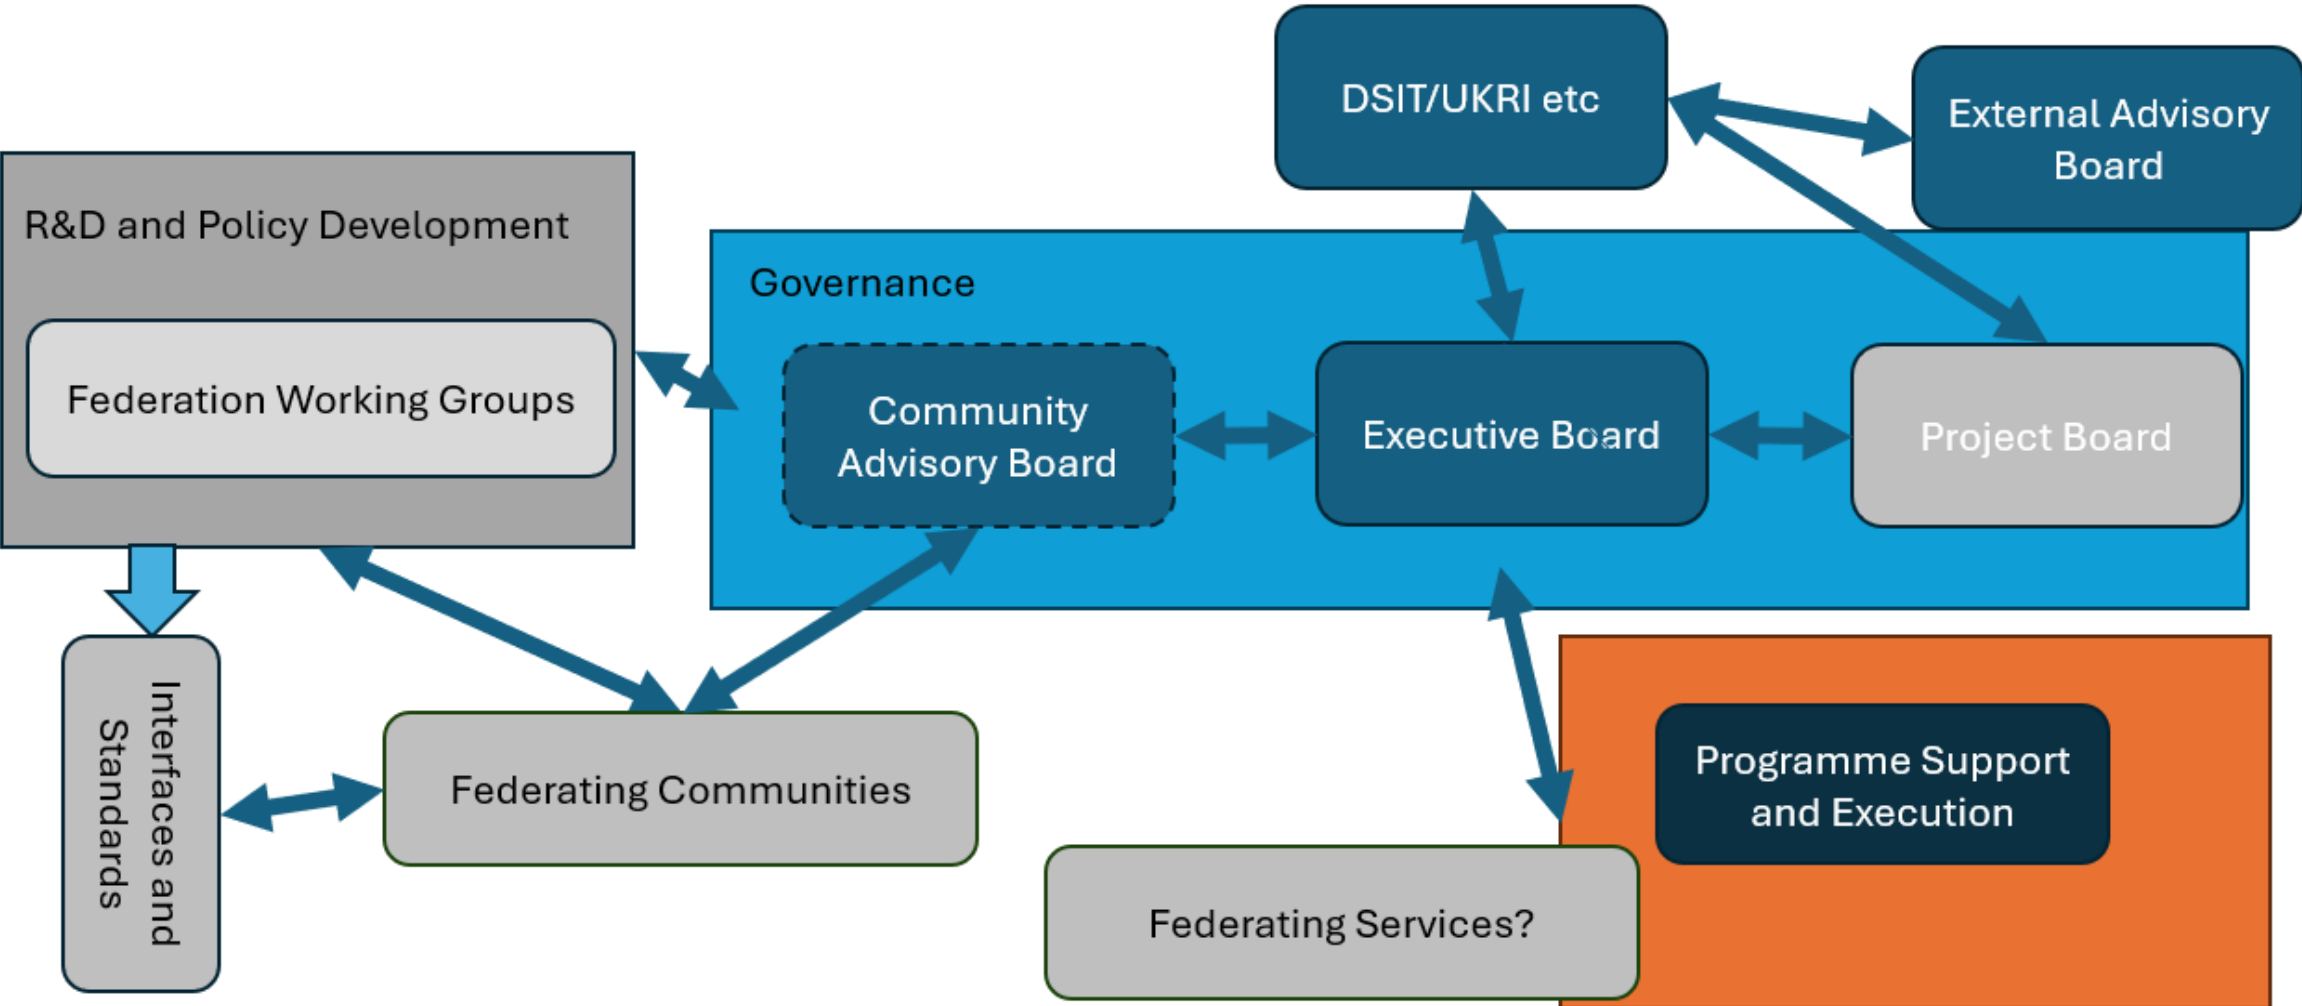 DSIT/UKRI etc
External Advisory
Board
R&D and Policy Development
Governance
Federation Working Groups
Community
Advisory Board
Executive Board
Project Board
Interfaces and
Standards
Federating Communities
Programme Support
and Execution
Federating Services?